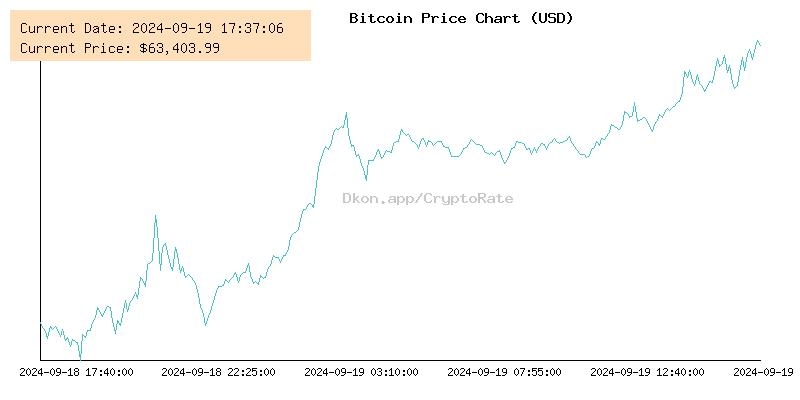 Bitcoin Price Chart (USD)
Current Date: 2024-09-19 17:37:06
Current Price: $63,403.99
Dkon.app/CryptoRate
2024-09-18 17:40:00 2024-09-18 22:25:00 2024-09-19 03:10:00 2024-09-19 07:55:00 2024-09-19 12:40:00 2024-09-19